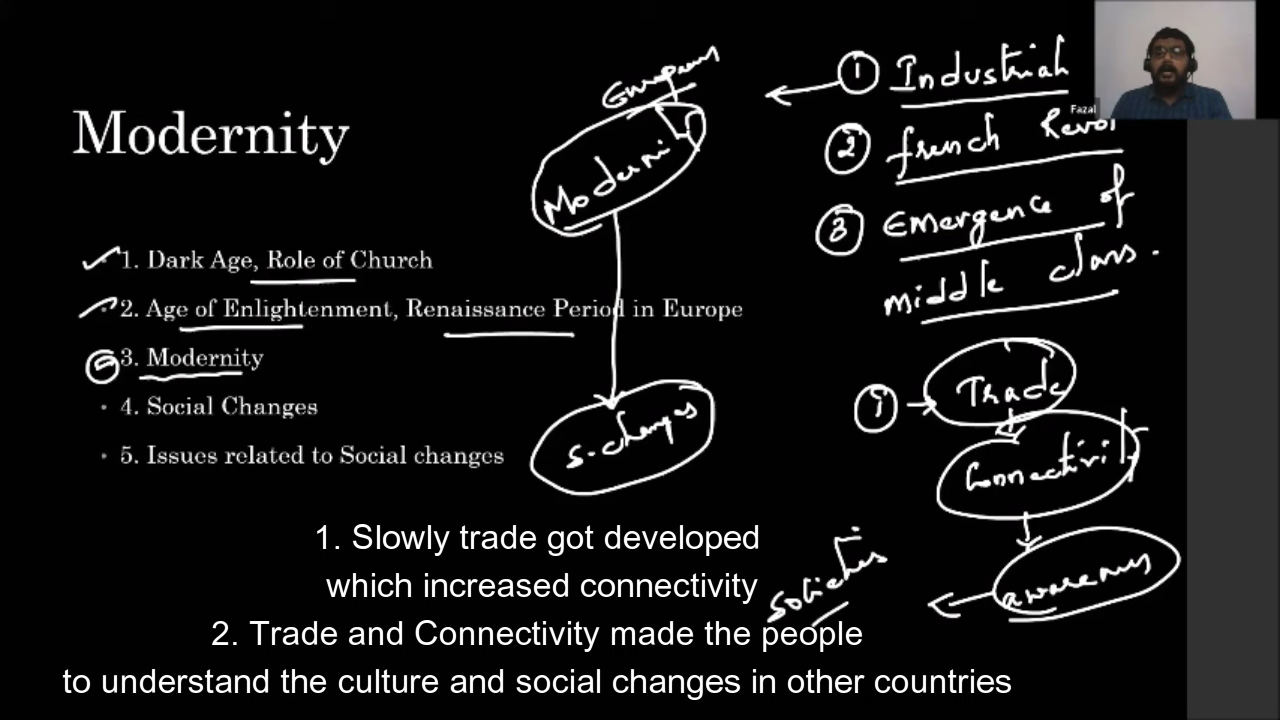 Modernity
1. Dark Age, Role of Church
2. Age of Enlightenment, Renaissance Period in Europe
3. Modernity
4. Social Changes
5. Issues related to Social changes
European
Moderni
S-changes
1 Industrial
2 french Revol
3 Emergence of
middle class.
Fazal
1 Trade
Connectivity
awareness
Societies
1. Slowly trade got developed
which increased connectivity
2. Trade and Connectivity made the people
to understand the culture and social changes in other countries